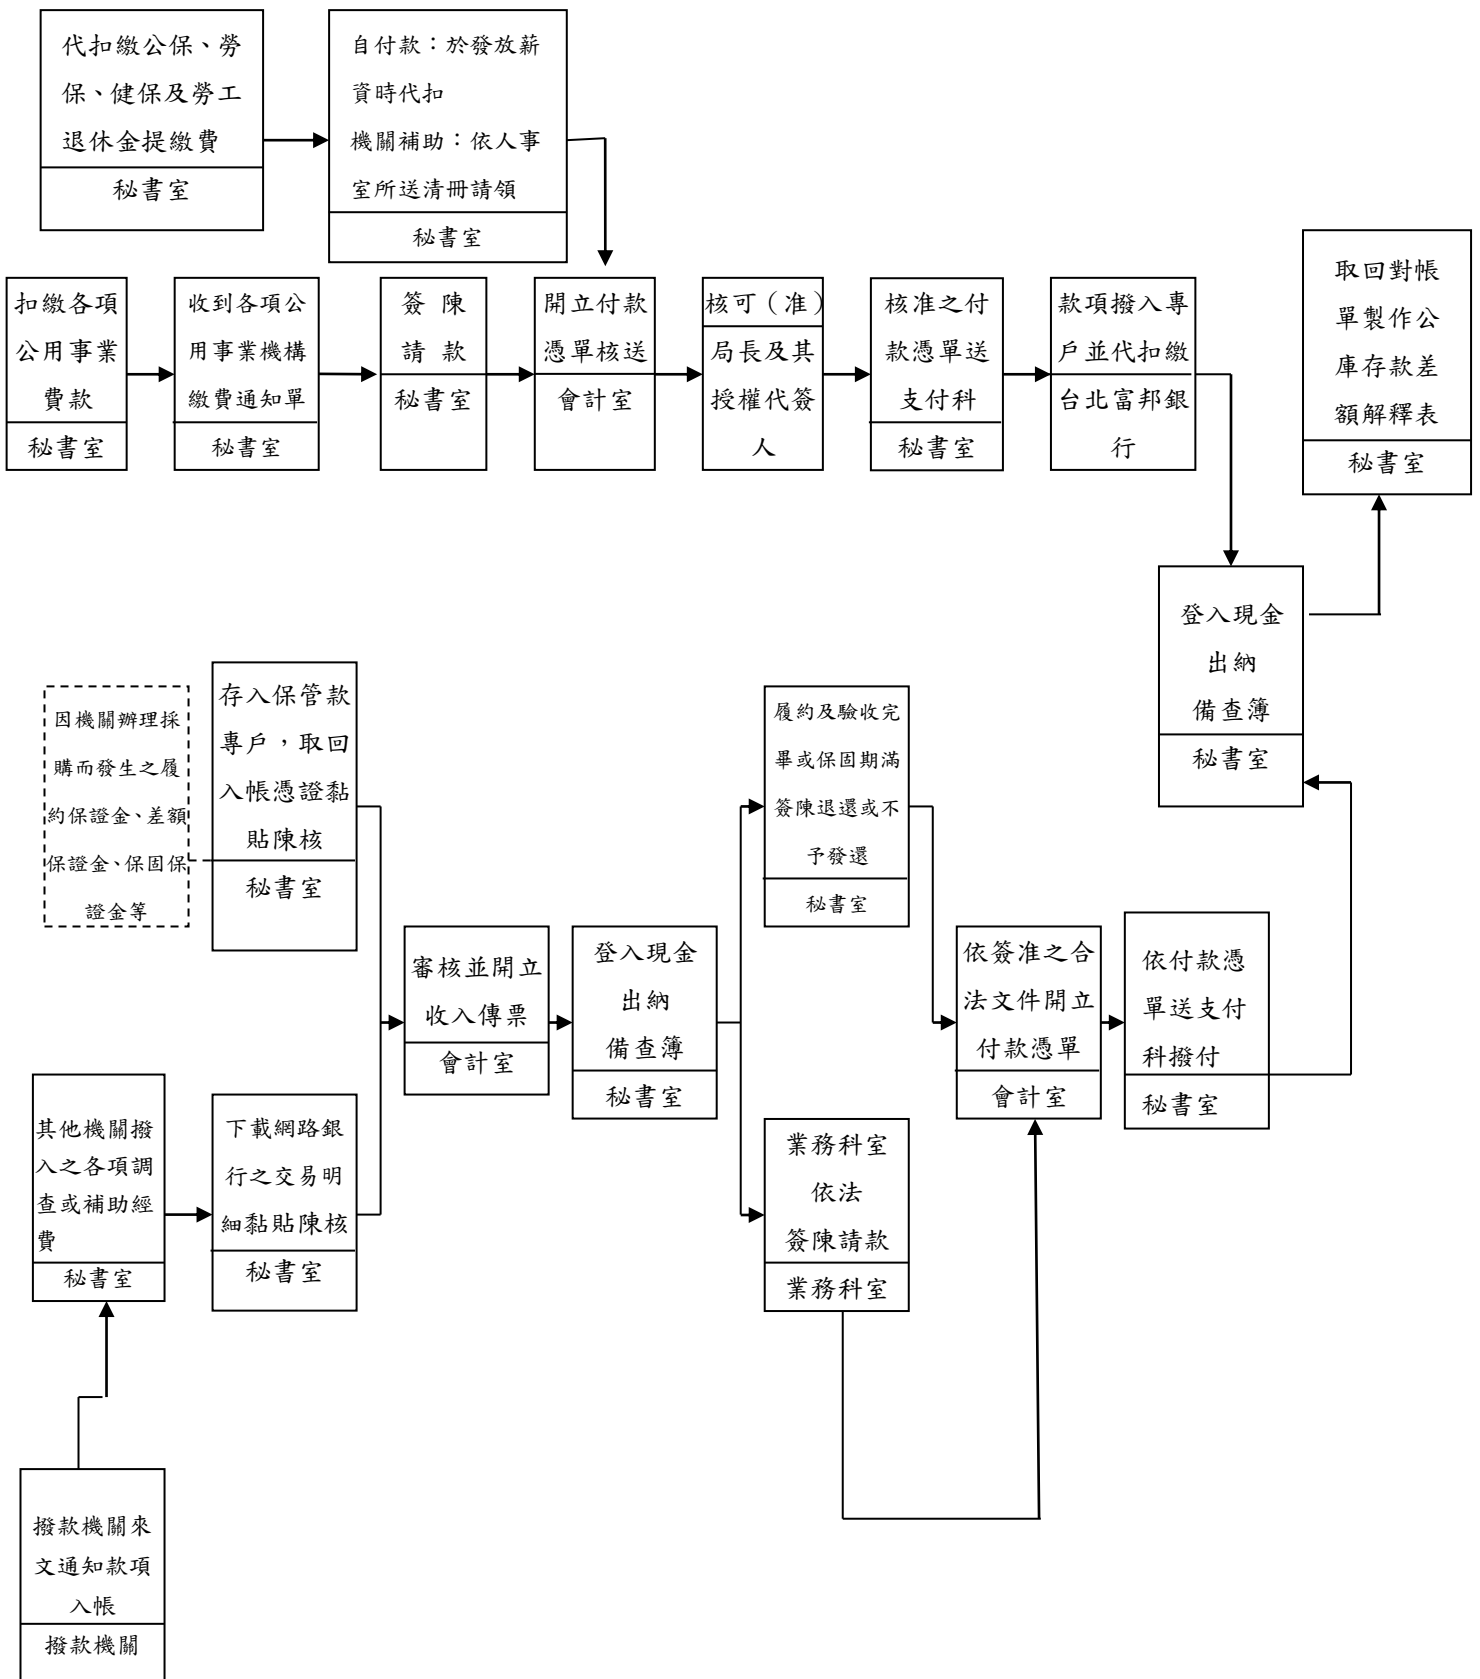 代扣繳公保、勞
保、健保及勞工
退休金提繳費
秘書室
自付款：於發放薪
資時代扣
機關補助：依人事
室所送清冊請領
秘書室
扣繳各項
公用事業
費款
秘書室
收到各項公
用事業機構
繳費通知單
秘書室
簽 陳
請 款
秘書室
開立付款
憑單核送
會計室
核可（准）
局長及其
授權代簽
人
核准之付
款憑單送
支付科
秘書室
款項撥入專
戶並代扣繳
台北富邦銀
行
取回對帳
單製作公
庫存款差
額解釋表
秘書室
登入現金
出納
備查簿
秘書室
因機關辦理採
購而發生之履
約保證金、差額
保證金、保固保
證金等
存入保管款
專戶，取回
入帳憑證黏
貼陳核
秘書室
審核並開立
收入傳票
會計室
登入現金
出納
備查簿
秘書室
履約及驗收完
畢或保固期滿
簽陳退還或不
予發還
秘書室
依簽准之合
法文件開立
付款憑單
會計室
依付款憑
單送支付
科撥付
秘書室
其他機關撥
入之各項調
查或補助經
費
秘書室
下載網路銀
行之交易明
細黏貼陳核
秘書室
業務科室
依法
簽陳請款
業務科室
撥款機關來
文通知款項
入帳
撥款機關